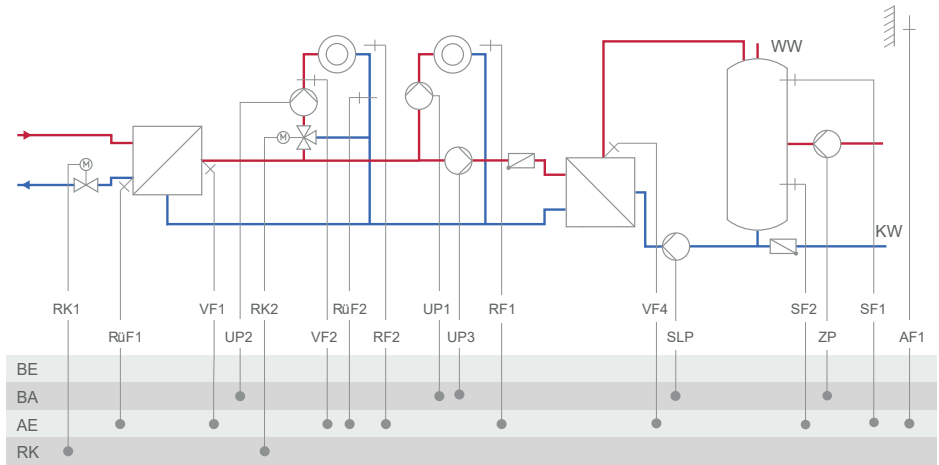 WW
M
M
KW
RK1 VF1 RK2 RüF2 UP1 RF1 VF4 SF2 SF1
RüF1 UP2 VF2 RF2 UP3 SLP ZP AF1
BE
BA
AE
RK